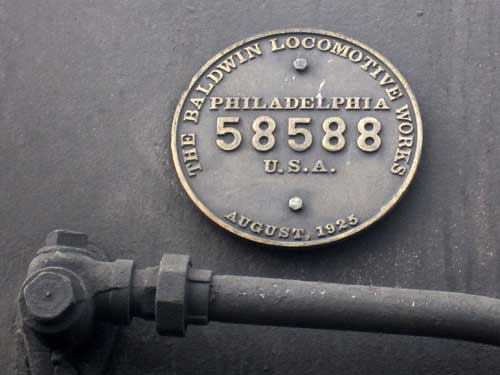 THE BALDWIN LOCOMOTIVE WORKS
PHILADELPHIA
58588
U.S.A.
AUGUST, 1925